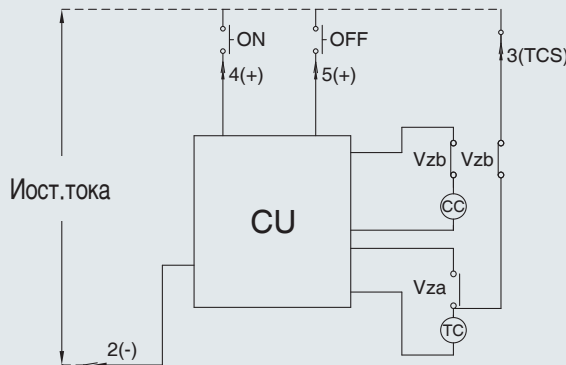 ON
OFF
3(TCS)
4(+)
5(+)
Vzb
Vzb
CC
Иост.тока
CU
Vza
TC
2(-)